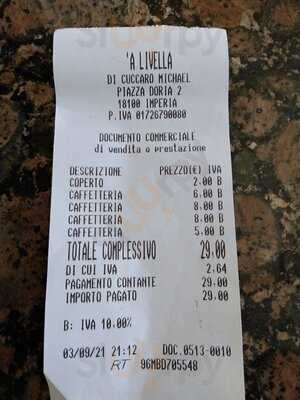 'A LIVELLA
DI CUCCARO MICHAEL
PIAZZA DORIA 2
18100 IMPERIA
P.IVA 01726790080
DOCUMENTO COMMERCIALE
di vendita o prestazione
DESCRIZIONE PREZZO(€) IVA
COPERTO 2.00 B
CAFFETTERIA 6.00 B
CAFFETTERIA 8.00 B
CAFFETTERIA 8.00 B
CAFFETTERIA 5.00 B
TOTALE COMPLESSIVO 29,00
DI CUI IVA 2,64
PAGAMENTO CONTANTE 29,00
IMPORTO PAGATO 29,00
B: IVA 10.00%
03/09/21 21:12 DOC.0513-0010
RT 96MBD705548